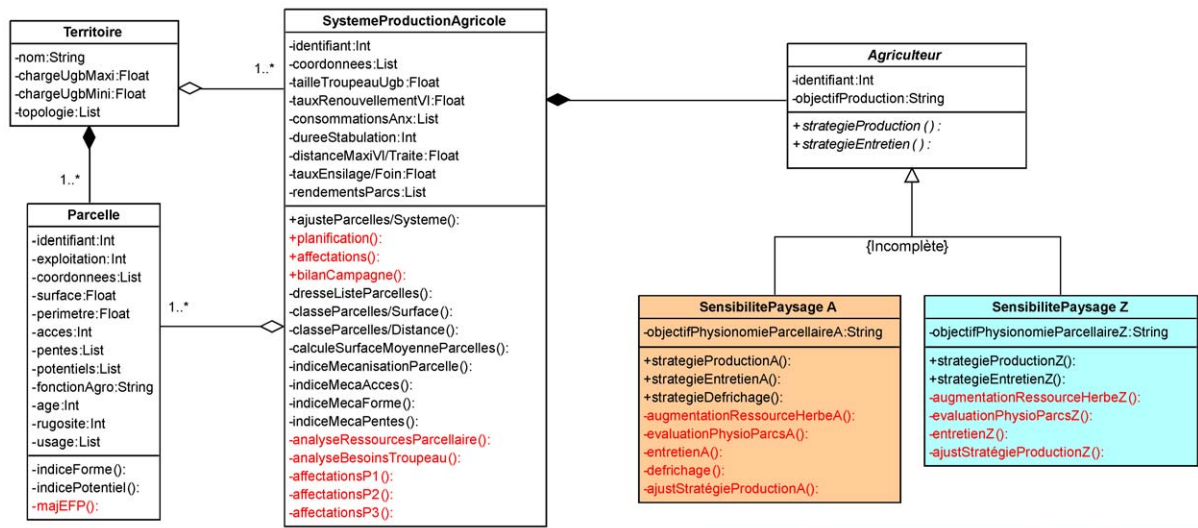 Territoire
-nom:String
-chargeUgbMaxi:Float
-chargeUgbMini:Float
-topologie:List
1..*
1..*
Parcelle
-identifiant:Int
-exploitation:Int
-coordonnees:List
-surface:Float
-perimetre:Float
-acces:Int
-pentes:List
-potentiels:List
-fonctionAgro:String
-age:Int
-rugosite:Int
-usage:List
-indiceForme():
-indicePotentiel():
-majEFP():
1..*
SystemeProductionAgricole
-identifiant:Int
-coordonnees:List
-tailleTroupeauUgb:Float
-tauxRenouvellementVl:Float
-consommationsAnx:List
-dureeStabulation:Int
-distanceMaxiVl/Traite:Float
-tauxEnsilage/Foin:Float
-rendementsParcs:List
+ajusteParcelles/Systeme():
+planification():
+affectations():
+bilanCampagne():
-dresseListeParcelles():
-classeParcelles/Surface():
-classeParcelles/Distance():
-calculeSurfaceMoyenneParcelles():
-indiceMecanisationParcelle():
-indiceMecaAcces():
-indiceMecaForme():
-indiceMecaPentes():
-analyseRessourcesParcellaire():
-analyseBesoinsTroupeau():
-affectationsP1():
-affectationsP2():
-affectationsP3():
Agriculteur
-identifiant:Int
-objectifProduction:String
+strategieProduction():
+strategieEntretien():
{Incomplète}
SensibilitePaysage A
-objectifPhysionomieParcellaireA:String
+strategieProductionA():
+strategieEntretienA():
+strategieDefrichage():
-augmentationRessourceHerbeA():
-evaluationPhysioParcsA():
-entretienA():
-defrichage():
-ajustStratégieProductionA():
SensibilitePaysage Z
-objectifPhysionomieParcellaireZ:String
+strategieProductionZ():
+strategieEntretienZ():
-augmentationRessourceHerbeZ():
-evaluationPhysioParcsZ():
-entretienZ():
-ajustStratégieProductionZ():